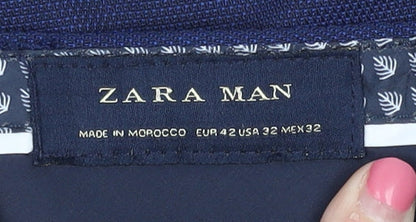 ZARA MAN
MADE IN MOROCCO EUR 42 USA 32 MEX 32